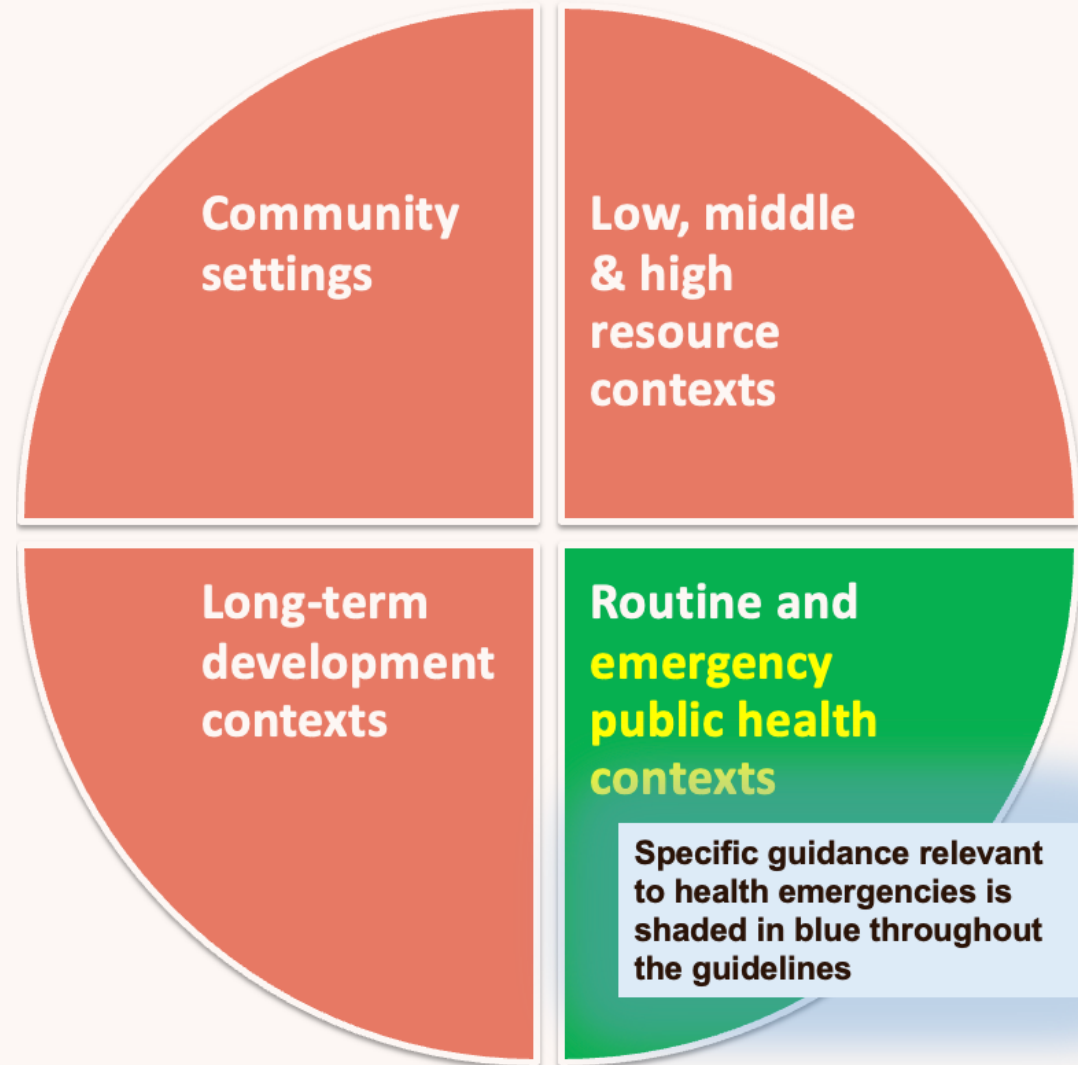 Community
settings
Low, middle
& high
resource
contexts
Long-term
development
contexts
Routine and
emergency
public health
contexts
Specific guidance relevant
to health emergencies is
shaded in blue throughout
the guidelines